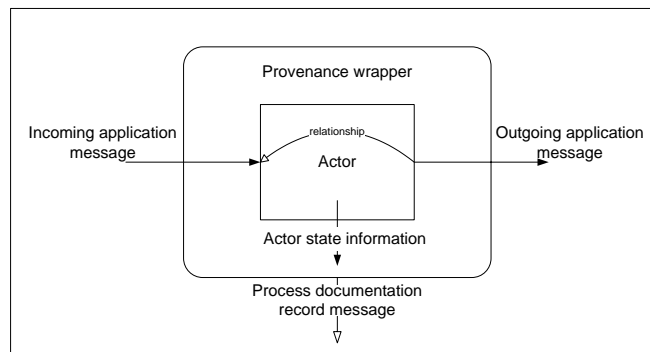 Provenance wrapper
Incoming application
message
relationship
Actor
Outgoing application
message
Actor state information
Process documentation
record message